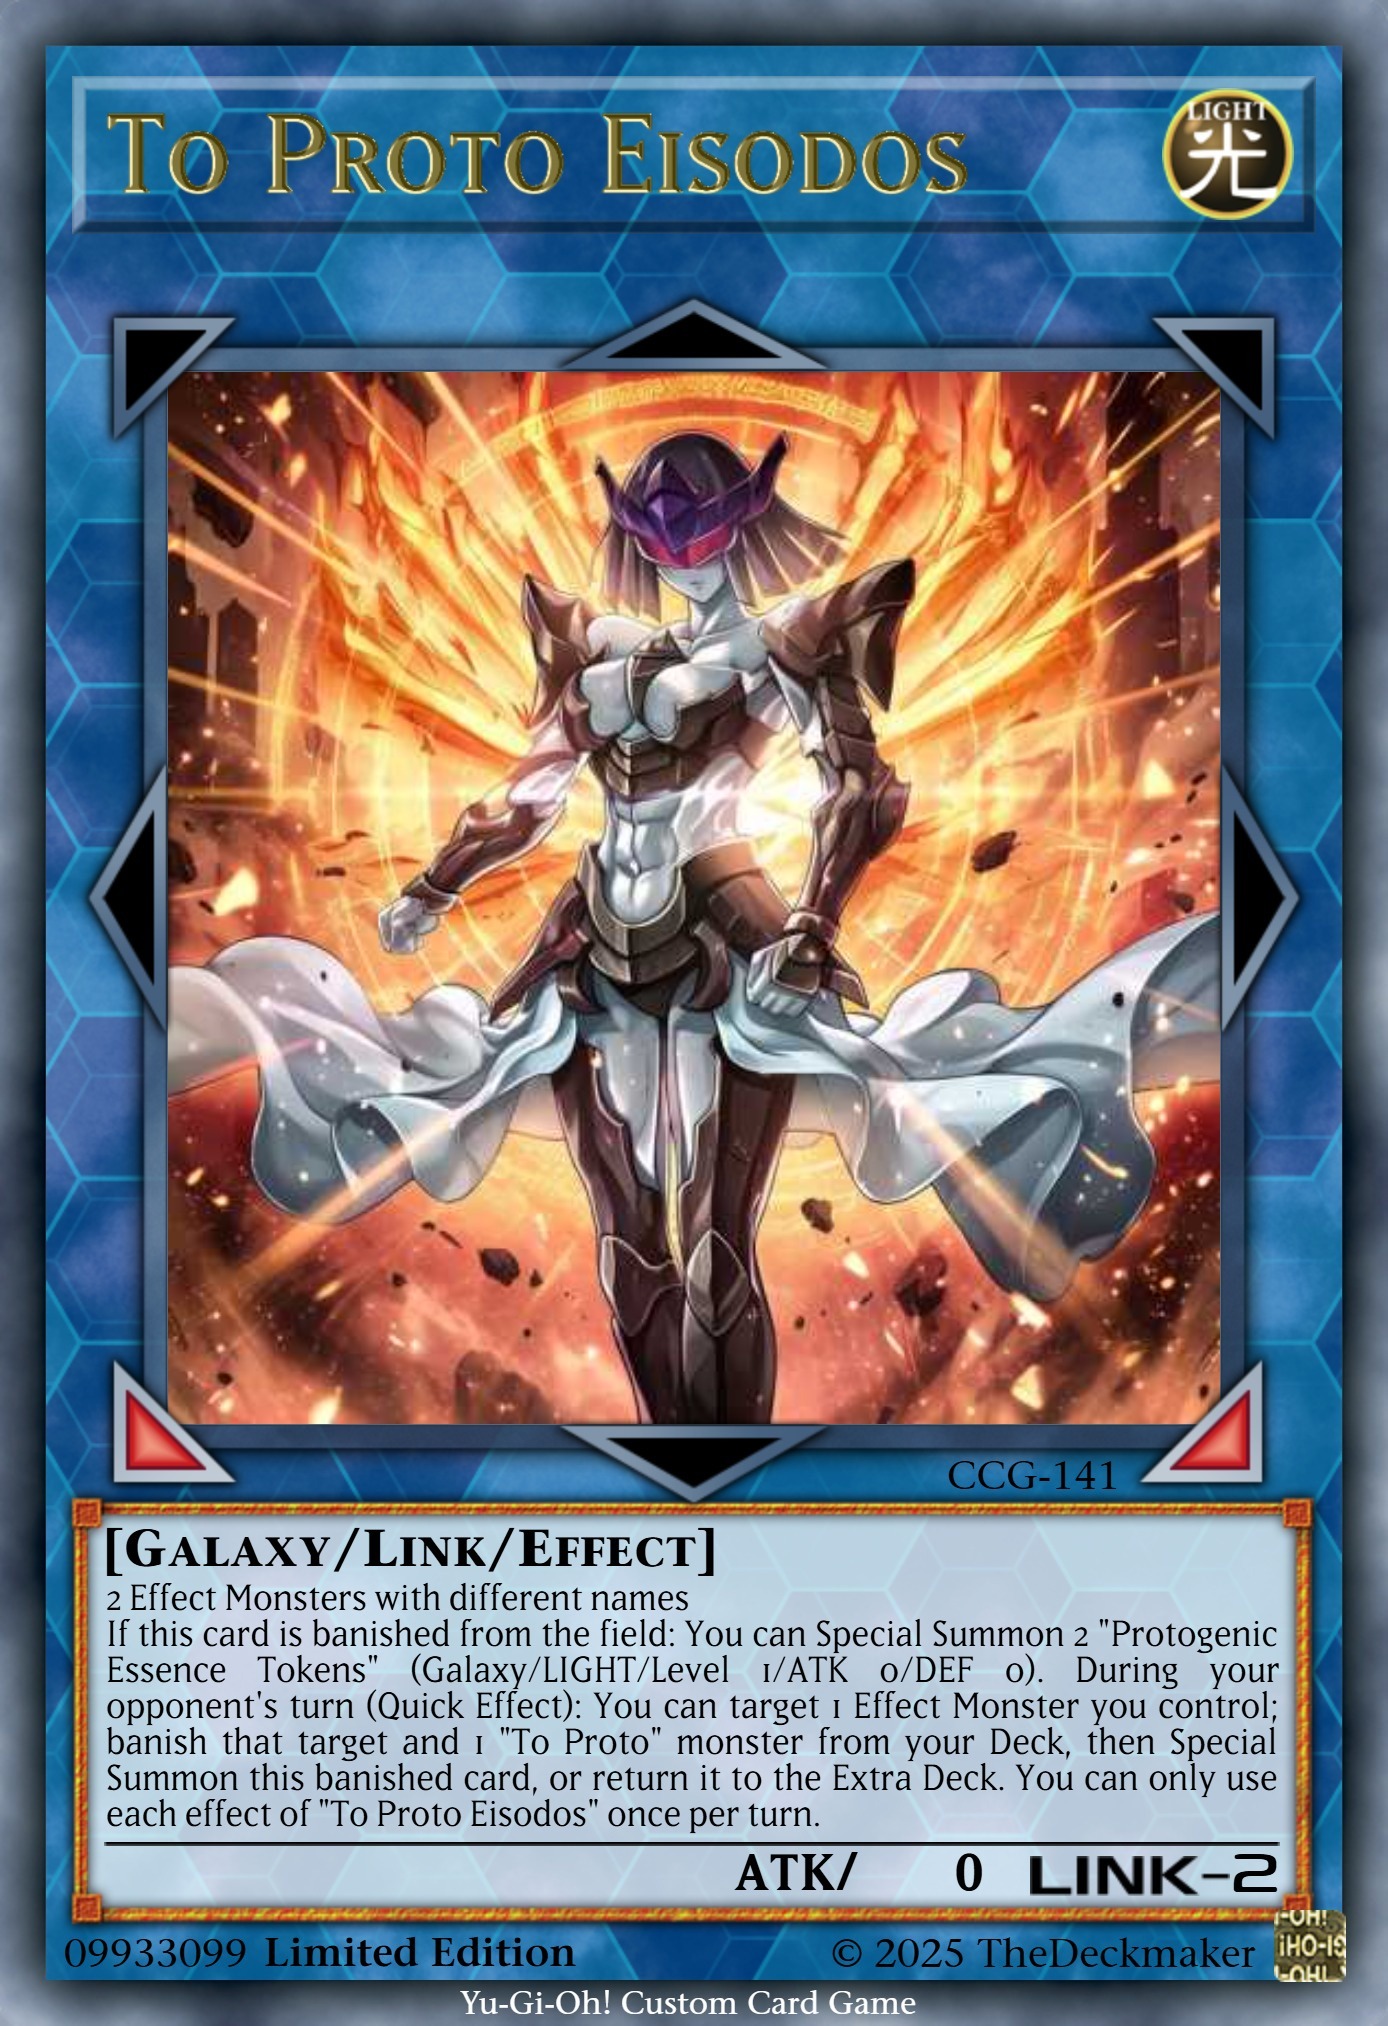 To Proto Eisodos
LIGHT
光
CCG-141
[Galaxy/Link/Effect]
2 Effect Monsters with different names
If this card is banished from the field: You can Special Summon 2 "Protogenic
Essence Tokens" (Galaxy/LIGHT/Level 1/ATK 0/DEF 0). During your
opponent's turn (Quick Effect): You can target 1 Effect Monster you control;
banish that target and 1 "To Proto" monster from your Deck, then Special
Summon this banished card, or return it to the Extra Deck. You can only use
each effect of "To Proto Eisodos" once per turn.
ATK/ 0 LINK-2
09933099 Limited Edition © 2025 TheDeckmaker
Yu-Gi-Oh! Custom Card Game